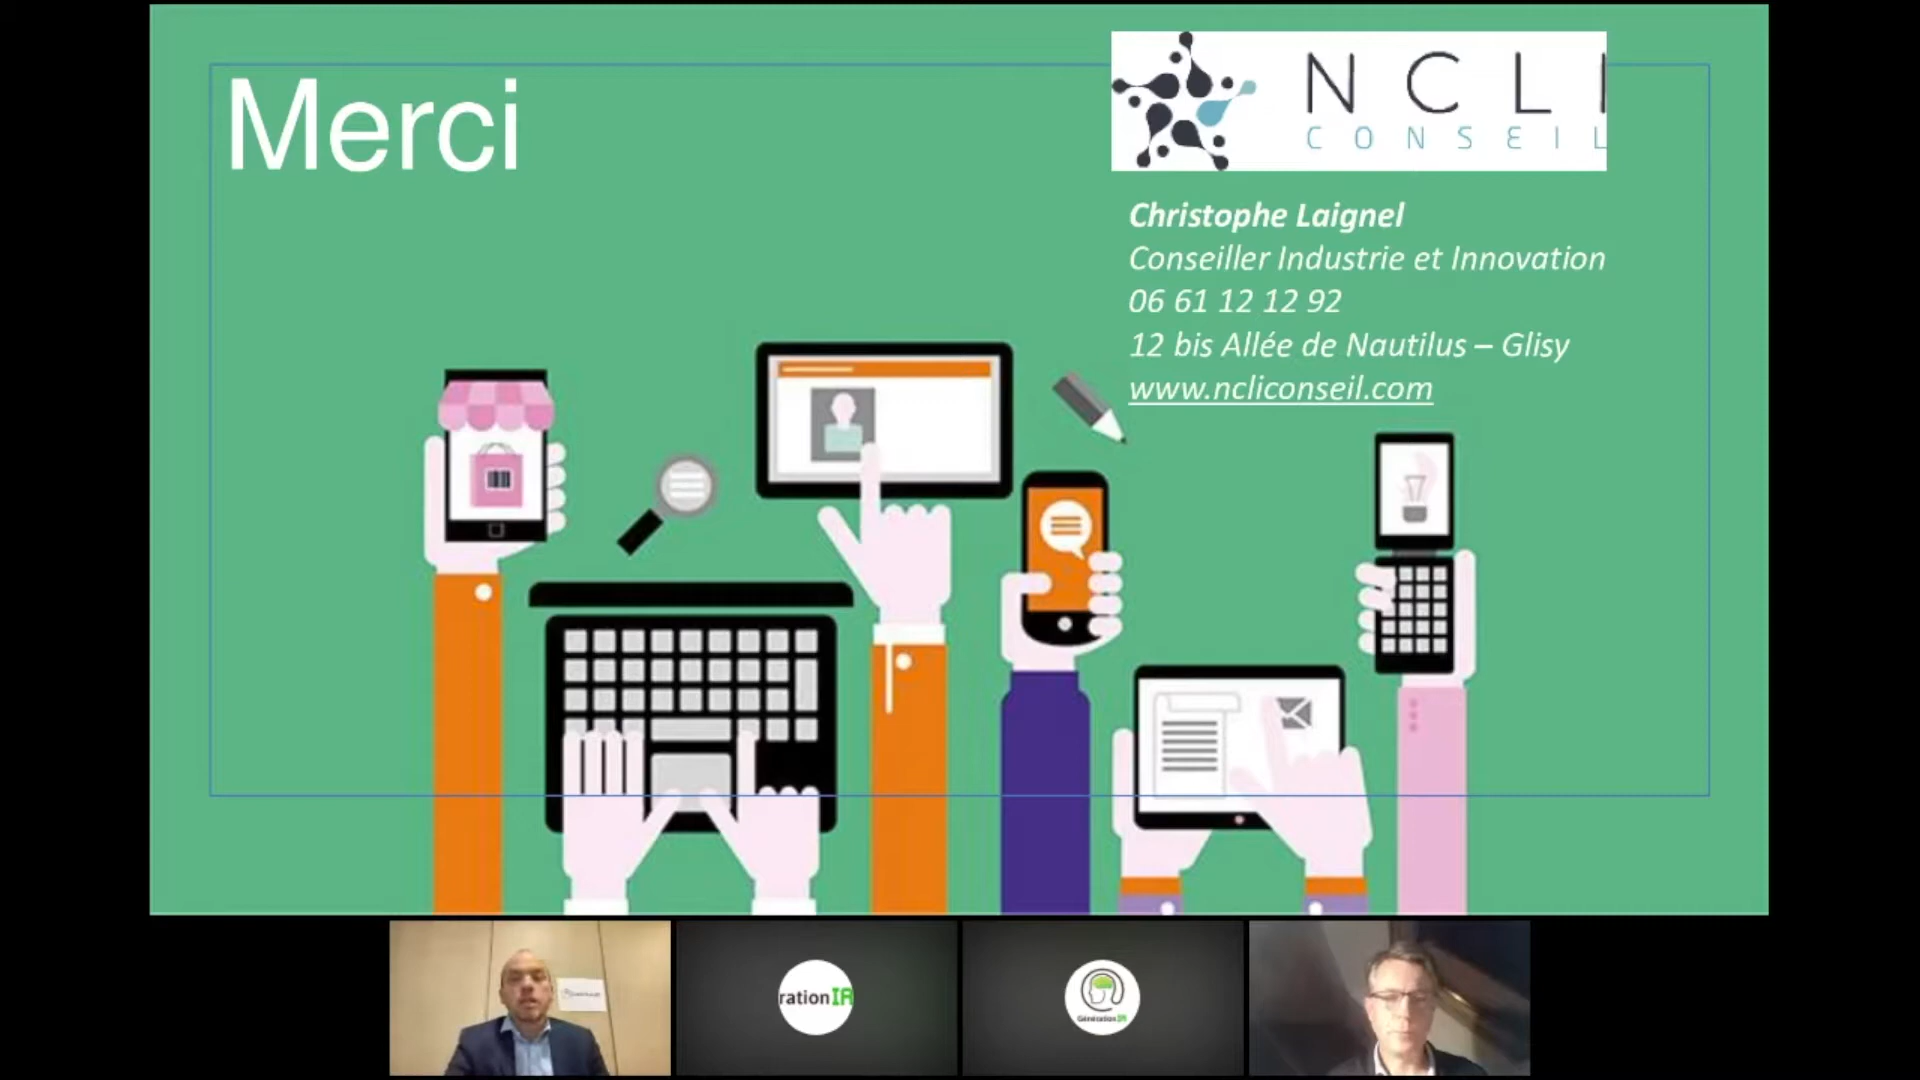 Merci
NCLI
CONSEIL
Christophe Laignel
Conseiller Industrie et Innovation
06 61 12 12 92
12 bis Allée de Nautilus – Glisy
www.ncliconseil.com
rationIA
GénérationIA